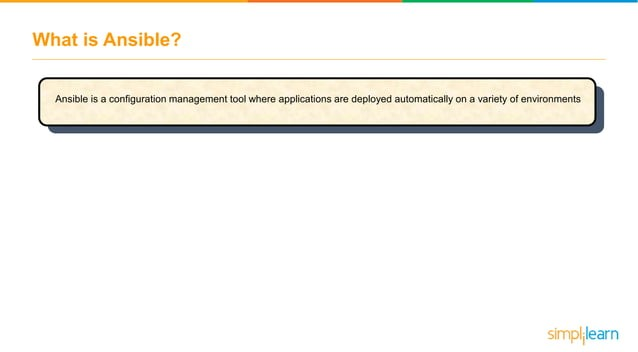 What is Ansible?
Ansible is a configuration management tool where applications are deployed automatically on a variety of environments
simplilearn